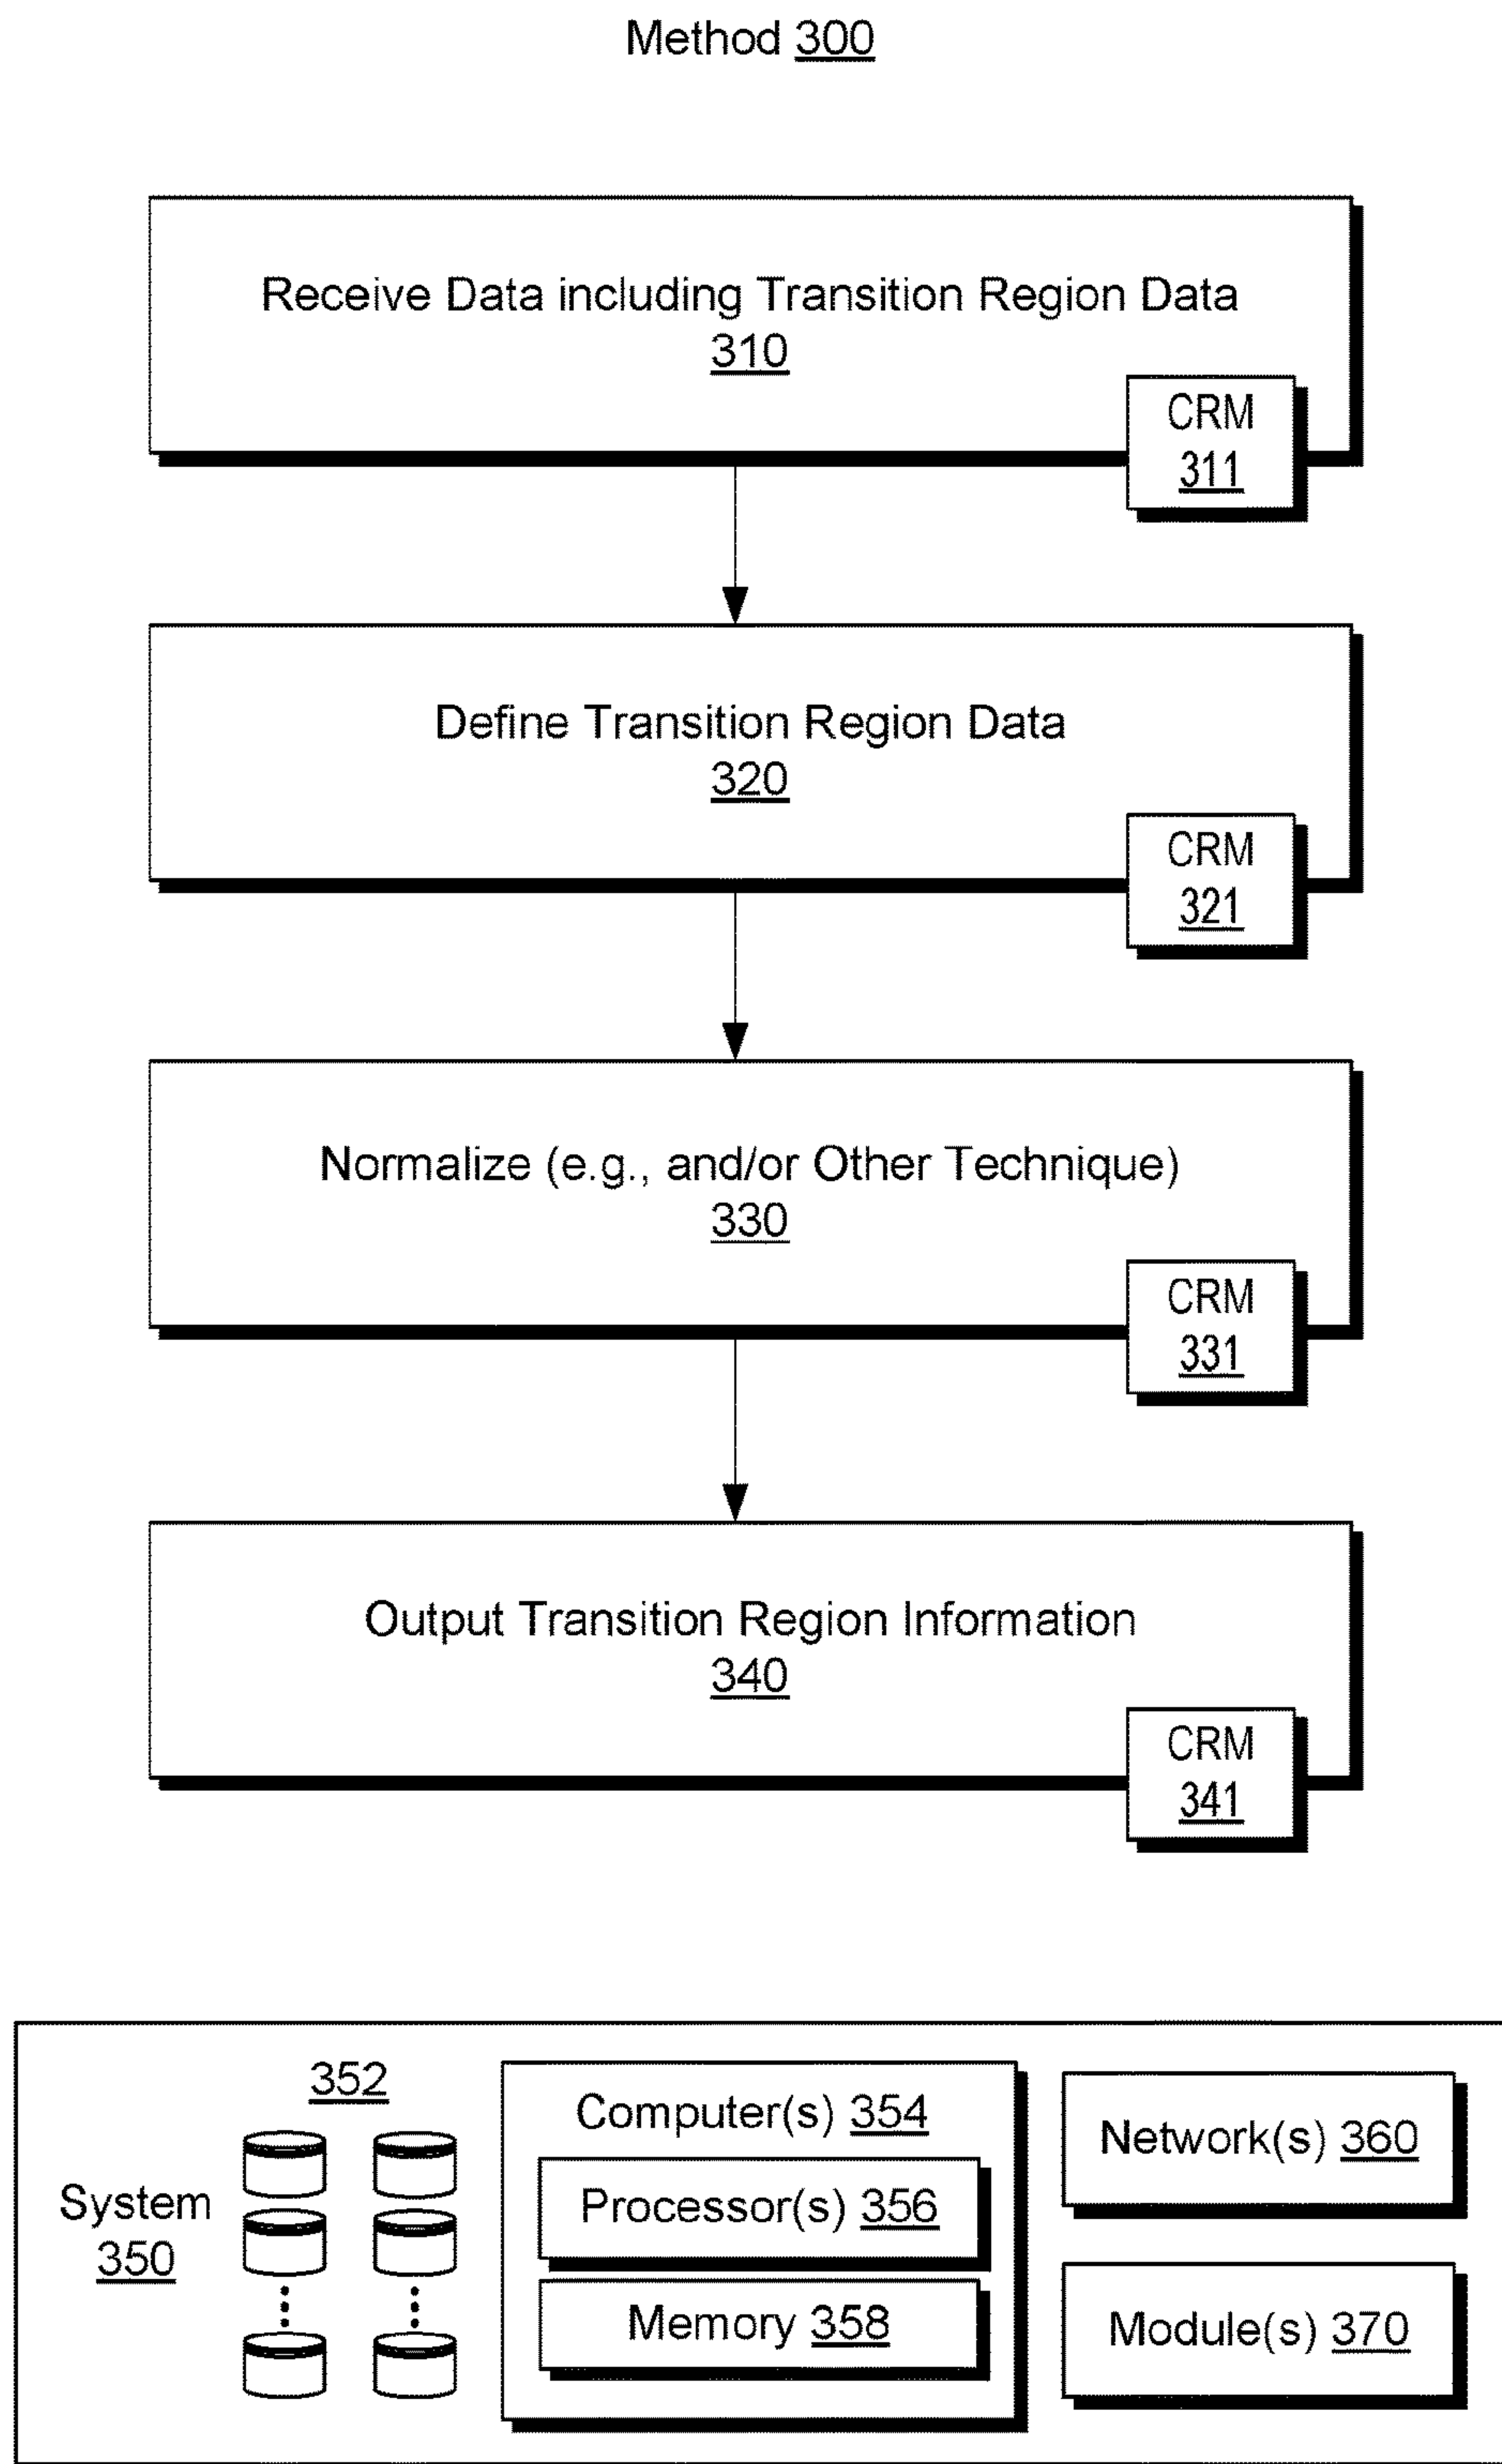 Method 300
Receive Data including Transition Region Data
310
CRM
311
Define Transition Region Data
320
CRM
321
Normalize (e.g., and/or Other Technique)
330
CRM
331
Output Transition Region Information
340
CRM
341
System
350
352
Computer(s) 354
Processor(s) 356
Memory 358
Network(s) 360
Module(s) 370